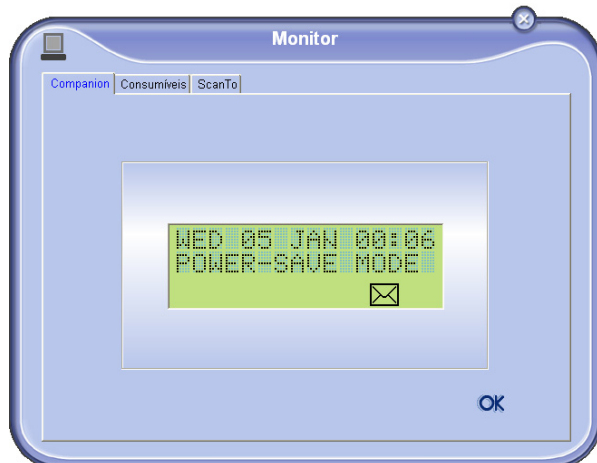 Monitor
Companion Consumíveis ScanTo
WED 05 JAN 00:06
POWER-SAVE MODE
OK